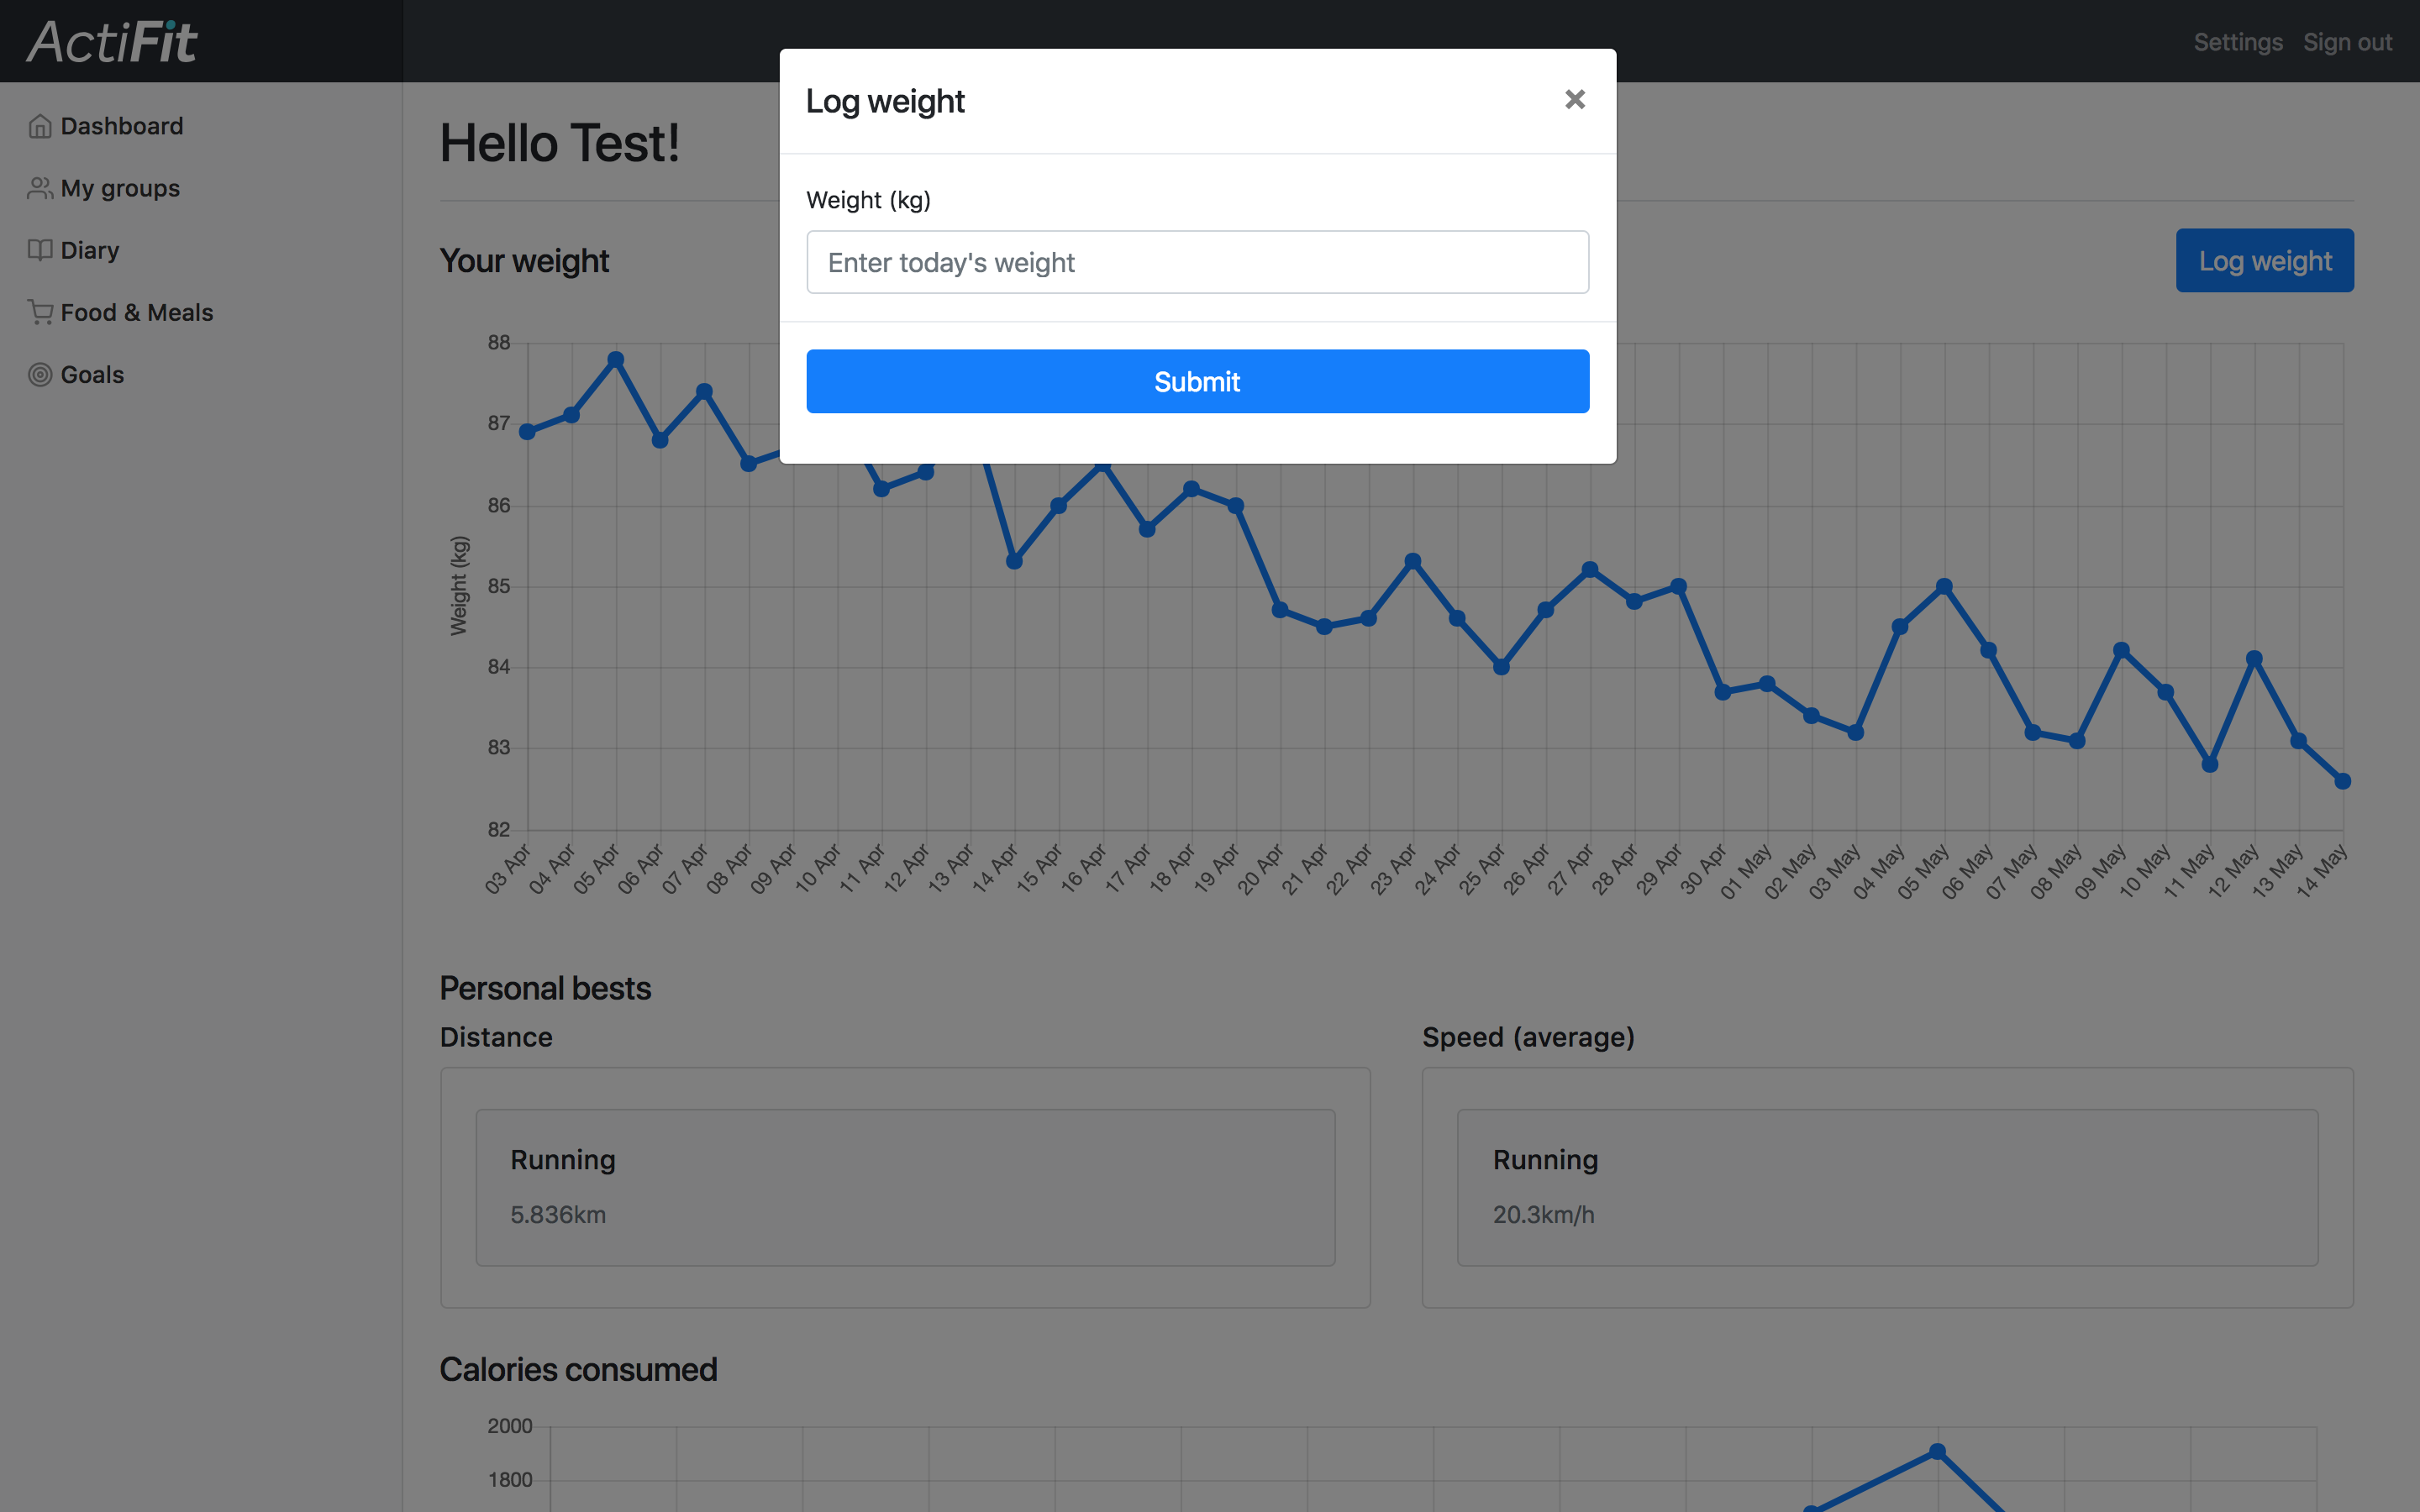 ActiFit
Settings Sign out
Dashboard
My groups
Diary
Food & Meals
Goals
Hello Test!
Log weight
×
Weight (kg)
Enter today's weight
Submit
Your weight
Log weight
88
87
86
85
84
83
82
Weight (kg)
03 Apr 04 Apr 05 Apr 06 Apr 07 Apr 08 Apr 09 Apr 10 Apr 11 Apr 12 Apr 13 Apr 14 Apr 15 Apr 16 Apr 17 Apr 18 Apr 19 Apr 20 Apr 21 Apr 22 Apr 23 Apr 24 Apr 25 Apr 26 Apr 27 Apr 28 Apr 29 Apr 30 Apr 01 May 02 May 03 May 04 May 05 May 06 May 07 May 08 May 09 May 10 May 11 May 12 May 13 May 14 May
Personal bests
Distance
Running
5.836km
Speed (average)
Running
20.3km/h
Calories consumed
2000
1800